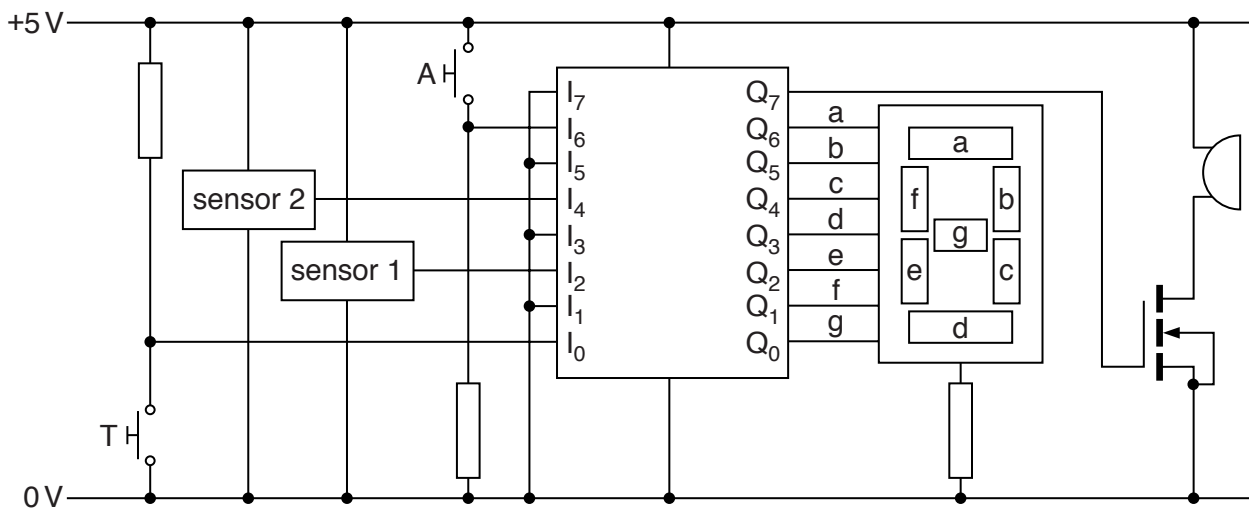 +5 V
A
I7 Q7
I6 Q6 a
I5 Q5 b
I4 Q4 c
I3 Q3 d
I2 Q2 e
I1 Q1 f
I0 Q0 g
sensor 2
sensor 1
a
f b
g
e c
d
T
0 V